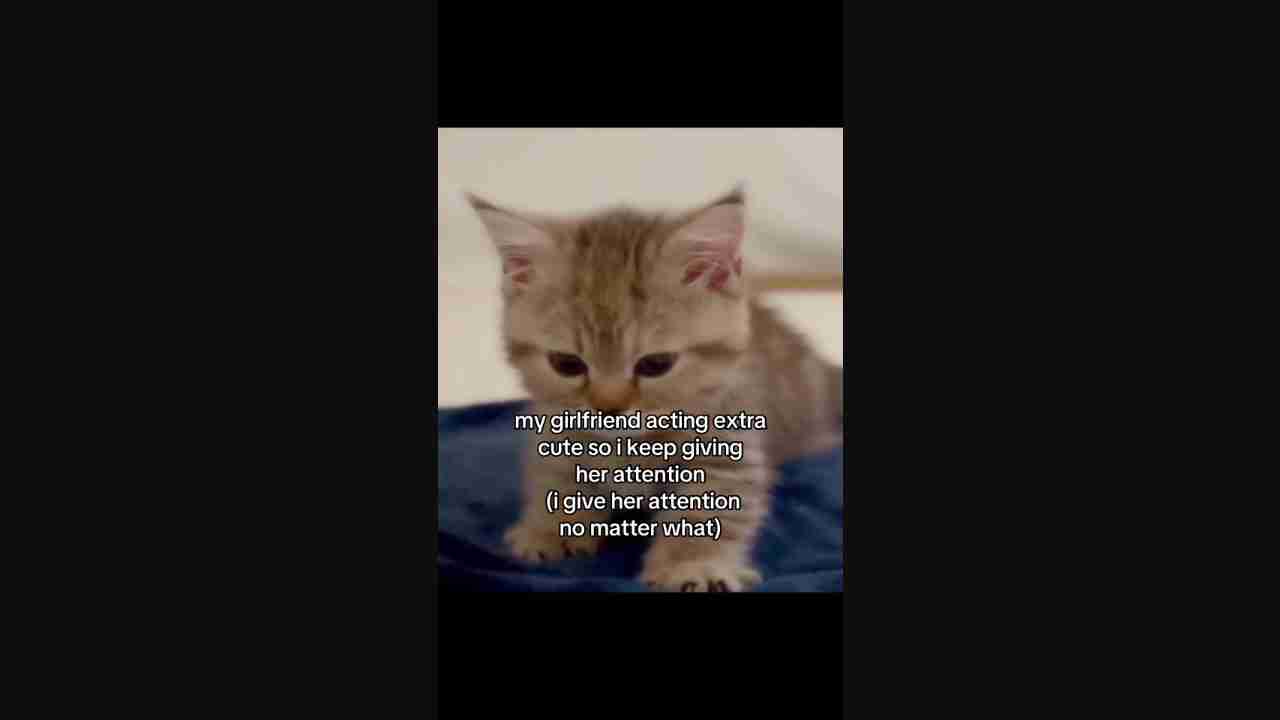 my girlfriend acting extra
cute so i keep giving
her attention
(i give her attention
no matter what)